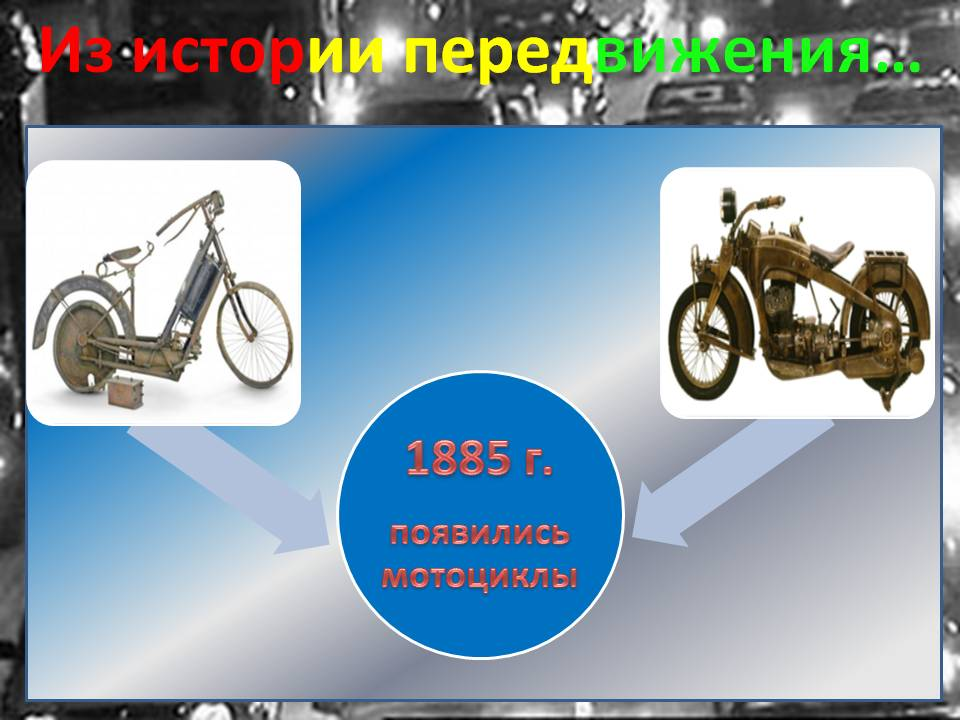 Из истории передвижения...
1885 г.
появились
мотоциклы